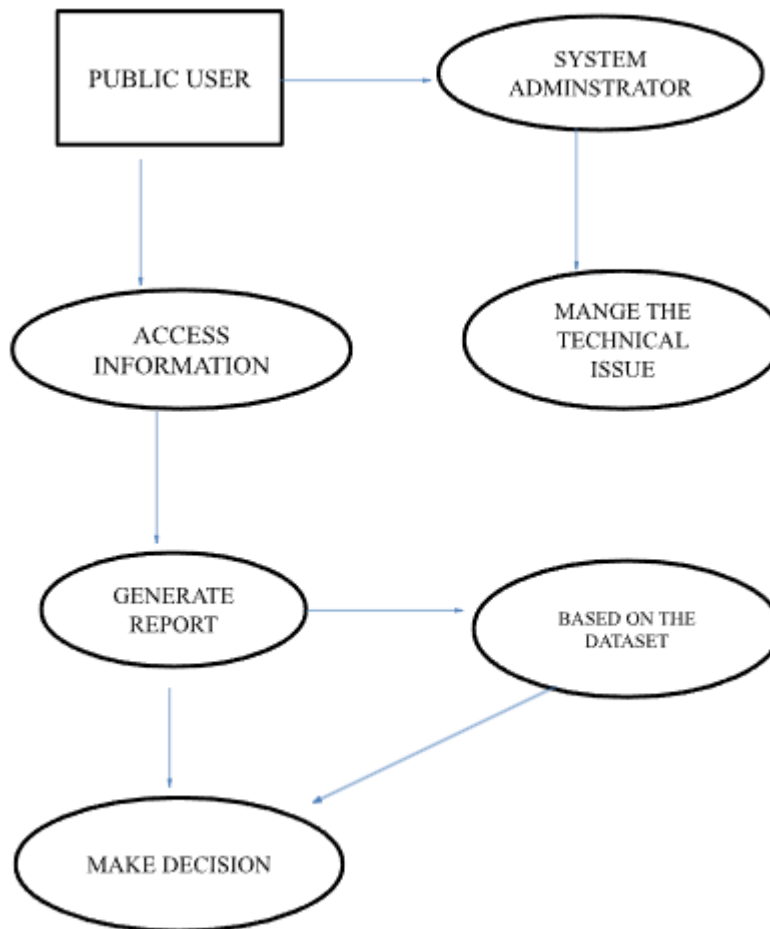 PUBLIC USER
SYSTEM
ADMINSTRATOR
ACCESS
INFORMATION
MANGE THE
TECHNICAL
ISSUE
GENERATE
REPORT
BASED ON THE
DATASET
MAKE DECISION